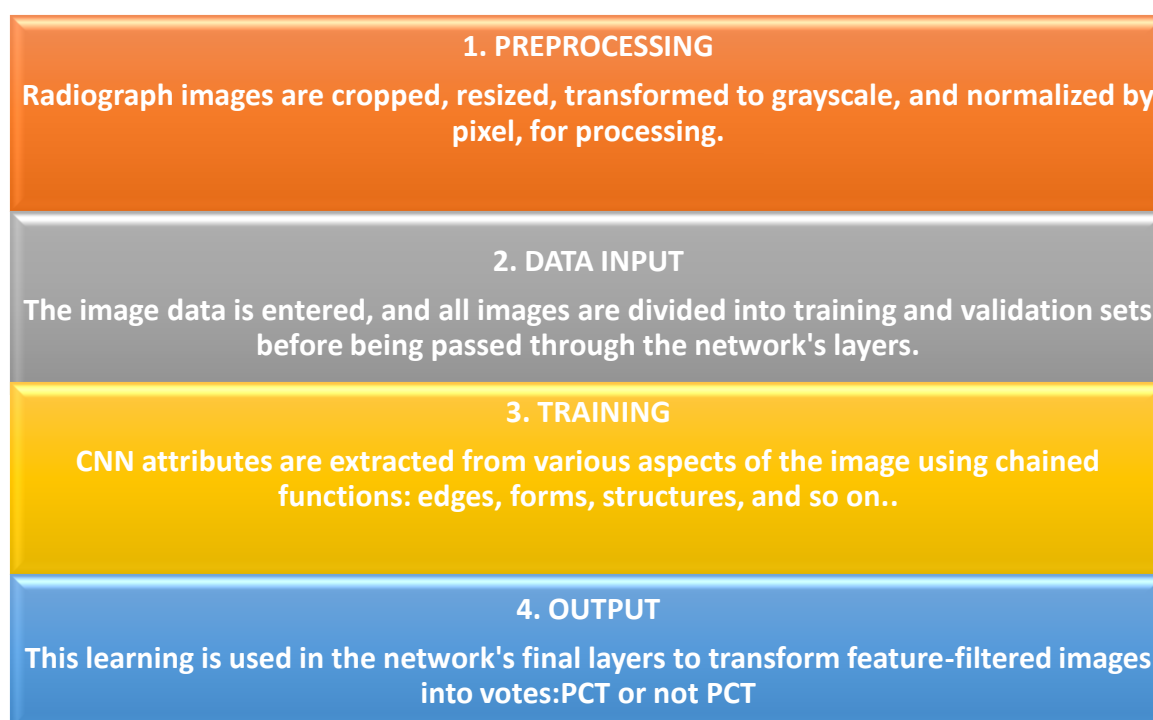 1. PREPROCESSING
Radiograph images are cropped, resized, transformed to grayscale, and normalized by
pixel, for processing.
2. DATA INPUT
The image data is entered, and all images are divided into training and validation sets
before being passed through the network's layers.
3. TRAINING
CNN attributes are extracted from various aspects of the image using chained
functions: edges, forms, structures, and so on..
4. OUTPUT
This learning is used in the network's final layers to transform feature-filtered images
into votes:PCT or not PCT